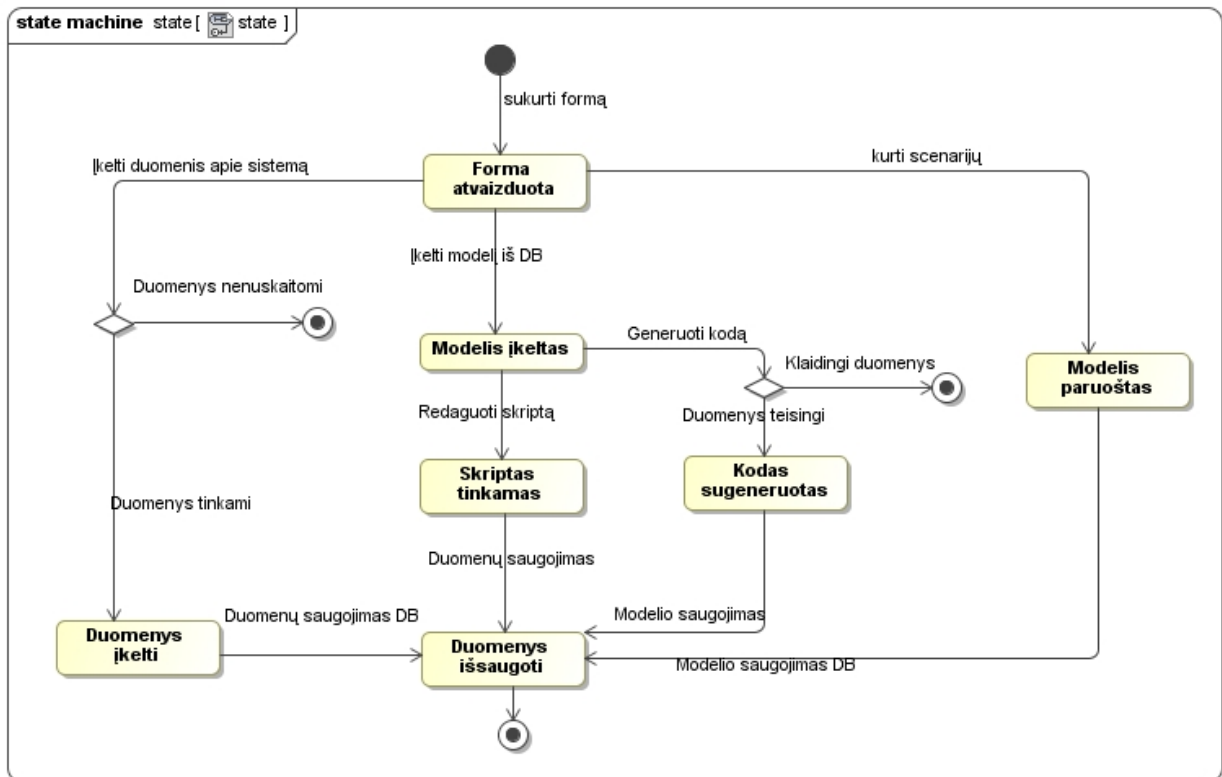 state machine state [ state ]
sukurti formą
Įkelti duomenis apie sistemą
Forma
atvaizduota
kurti scenarijų
Įkelti modelį iš DB
Duomenys nenuskaitomi
Modelis įkeltas
Generuoti kodą
Klaidingi duomenys
Modelis
paruoštas
Redaguoti skriptą
Duomenys teisingi
Skriptas
tinkamas
Kodas
sugeneruotas
Duomenys tinkami
Duomenų saugojimas
Duomenų saugojimas DB
Modelio saugojimas
Duomenys
įkelti
Duomenys
išsaugoti
Modelio saugojimas DB